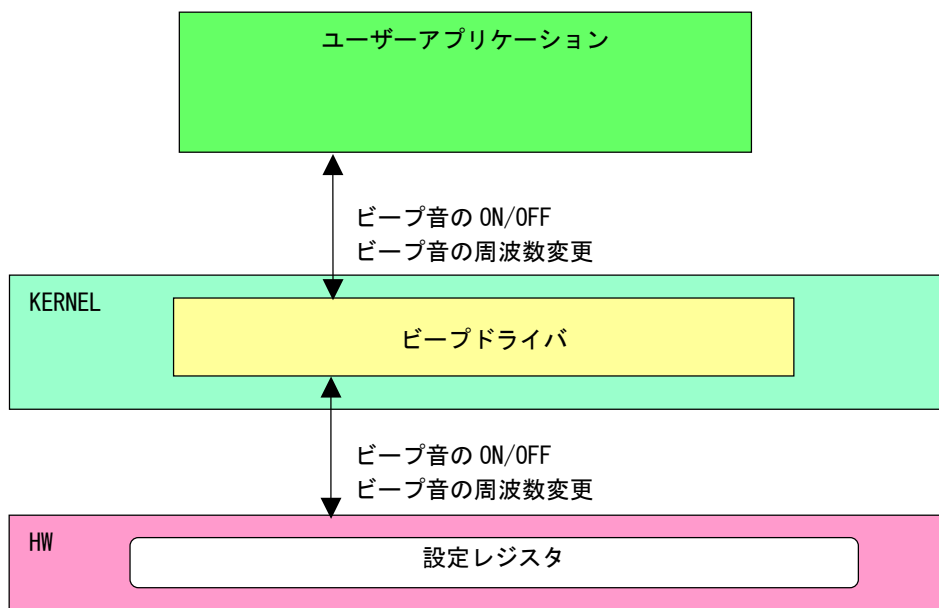 ユーザーアプリケーション
ビープ音の ON/OFF
ビープ音の周波数変更
KERNEL
ビープドライバ
ビープ音の ON/OFF
ビープ音の周波数変更
HW
設定レジスタ